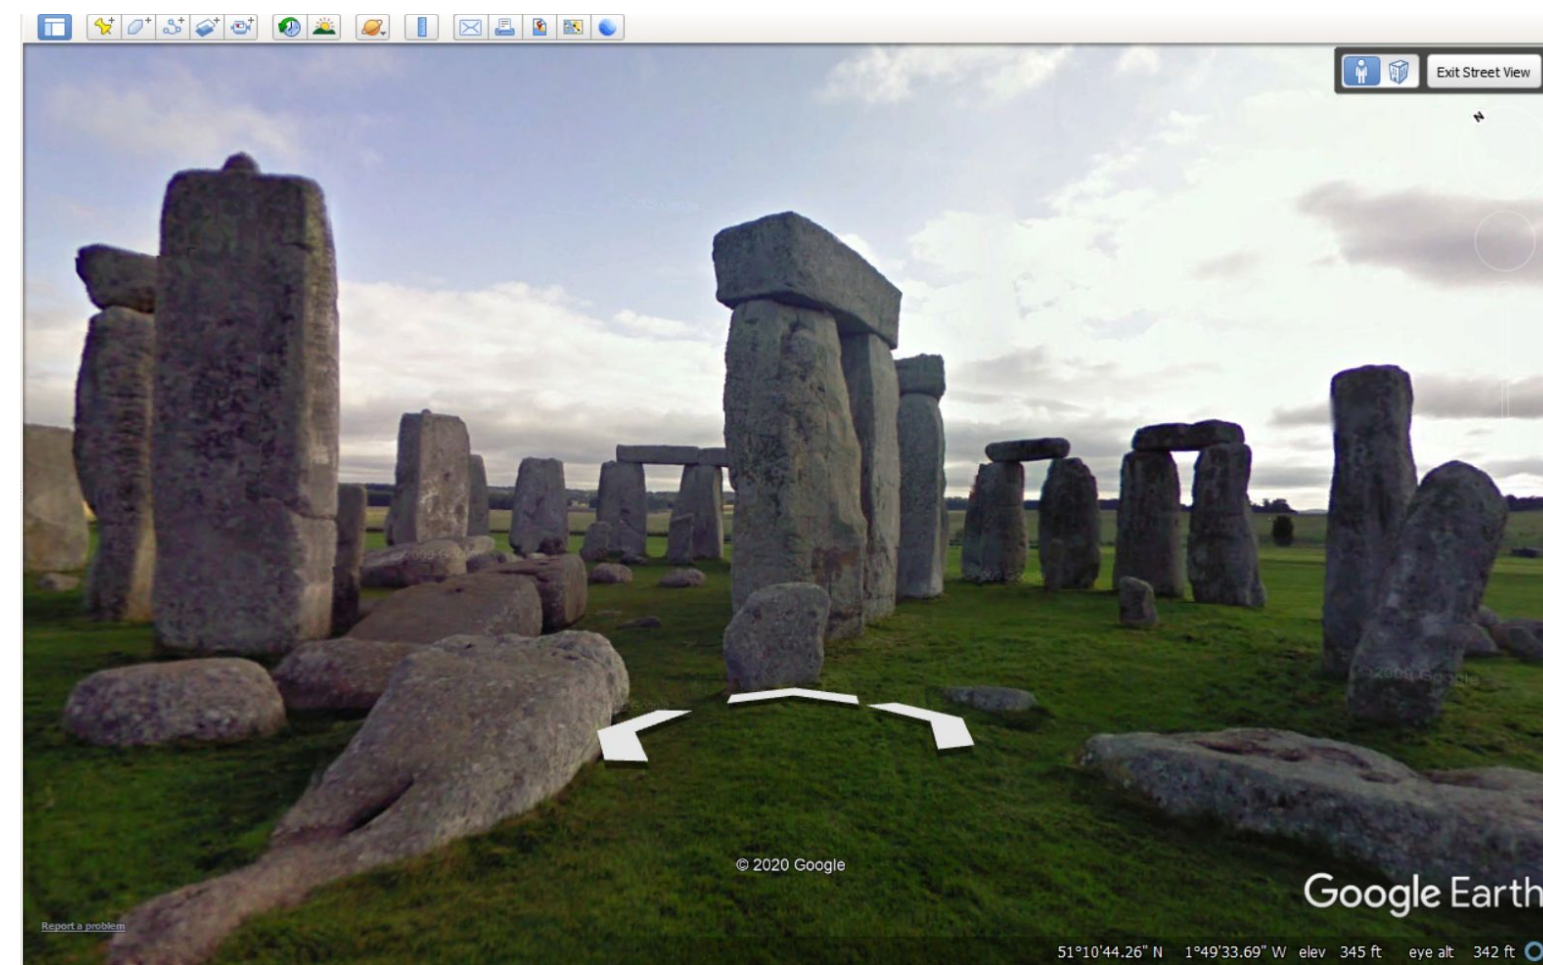 Exit Street View
N
© 2020 Google
Google Earth
Report a problem
51°10'44.26" N 1°49'33.69" W elev 345 ft eye alt 342 ft